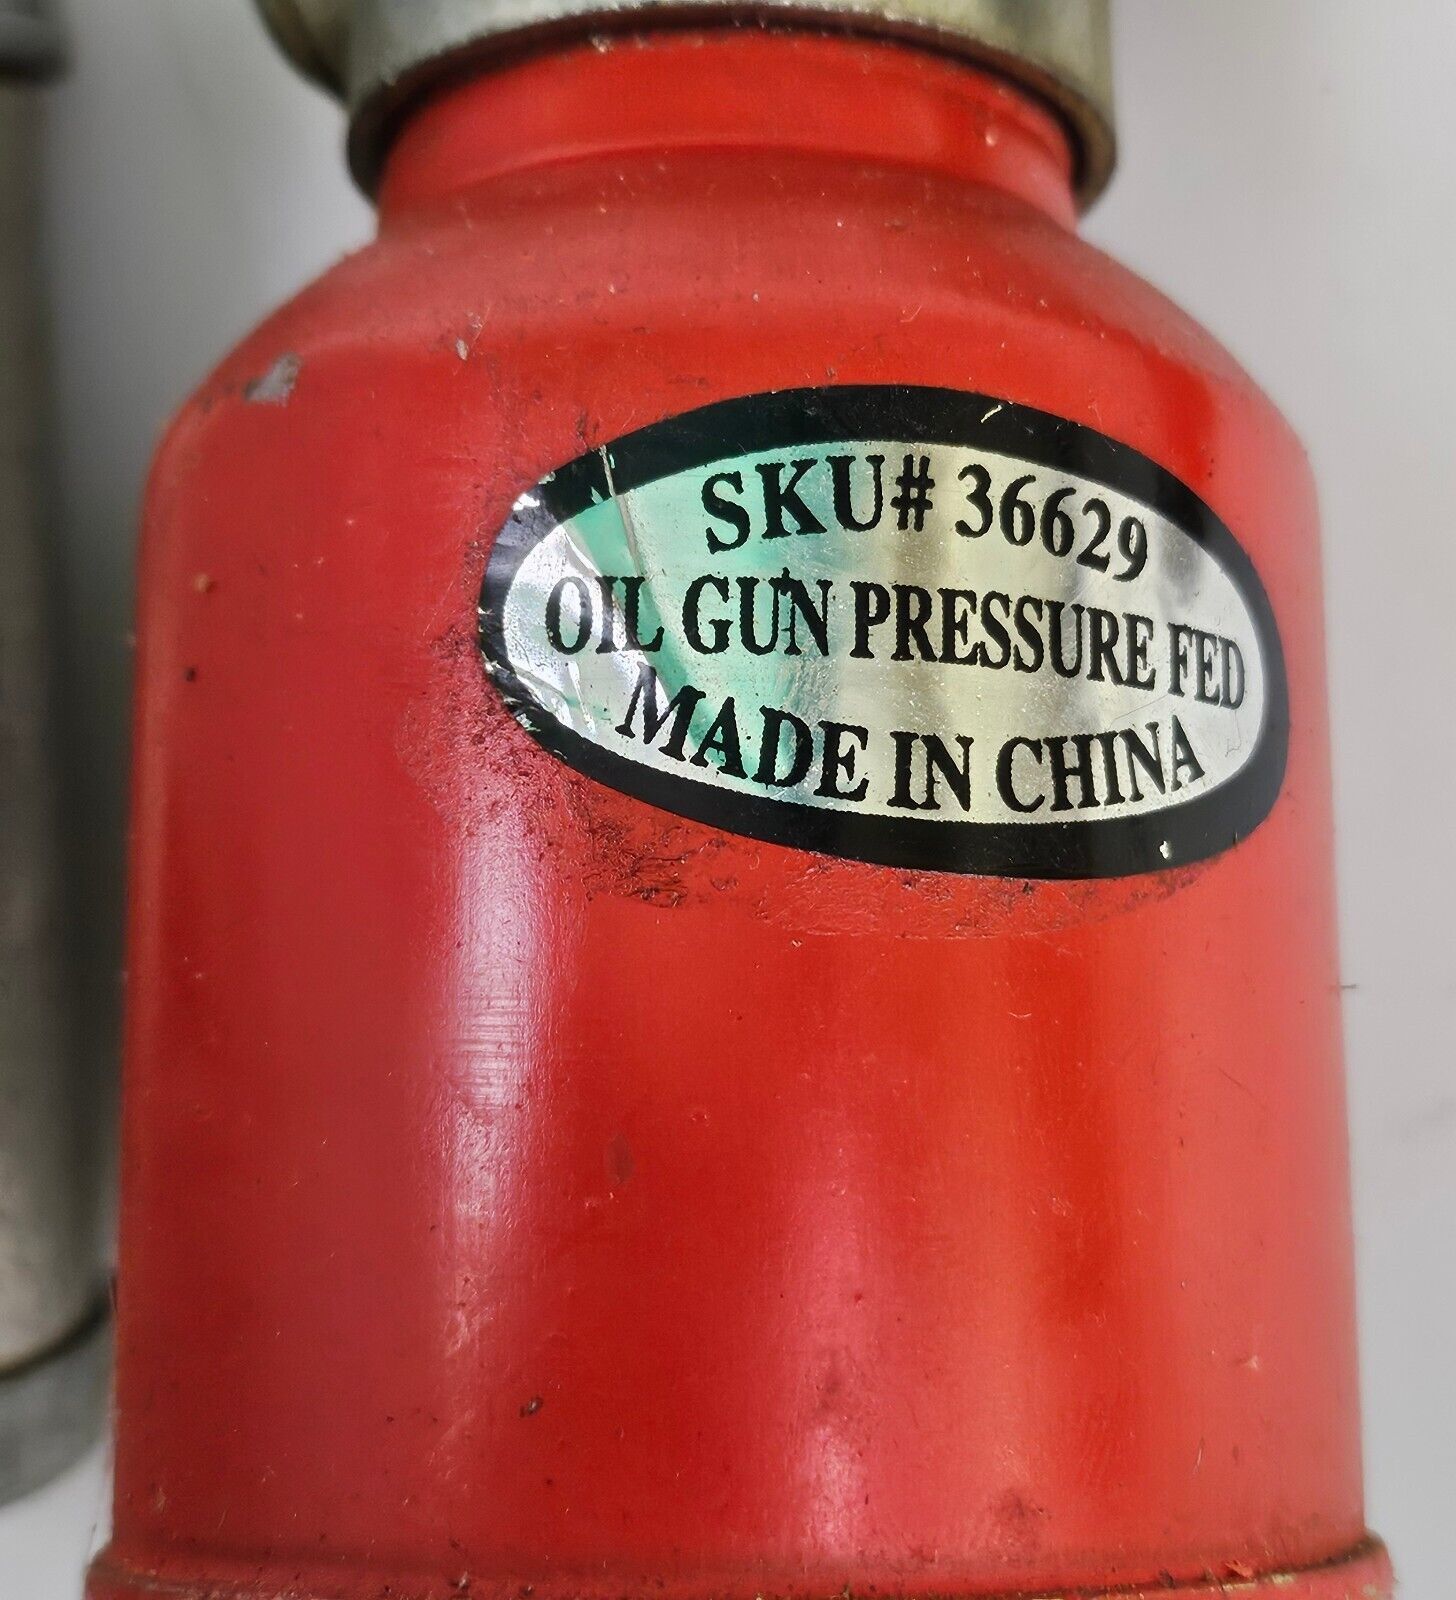 SKU# 36629
OIL GUN PRESSURE FED
MADE IN CHINA